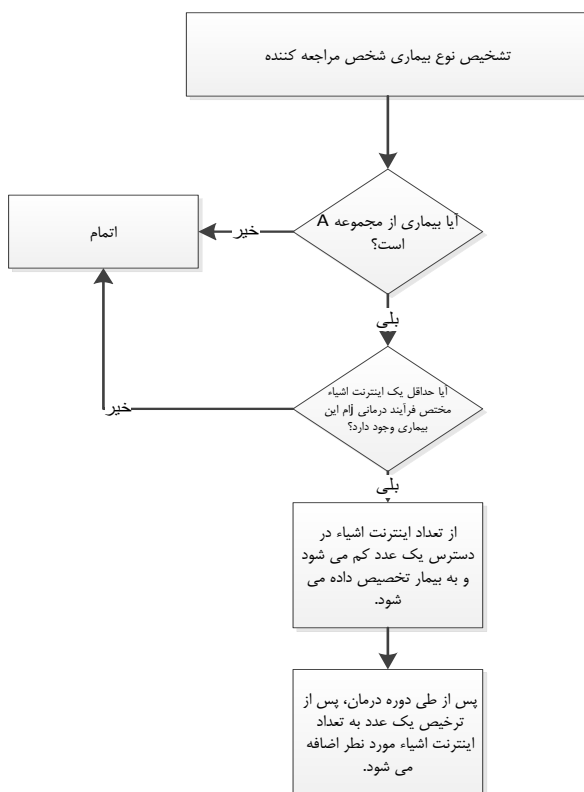 تشخیص نوع بیماری شخص مراجعه کننده
آیا بیماری از مجموعه A
است؟
خیر
اتمام
بلی
آیا حداقل یک اینترنت اشیاء
مختص فرآیند درمانی jام این
بیماری وجود دارد؟
خیر
بلی
از تعداد اینترنت اشیاء در
دسترس یک عدد کم می شود
و به بیمار تخصیص داده می
شود.
پس از طی دوره درمان، پس از
ترخیص یک عدد به تعداد
اینترنت اشیاء مورد نطر اضافه
می شود.